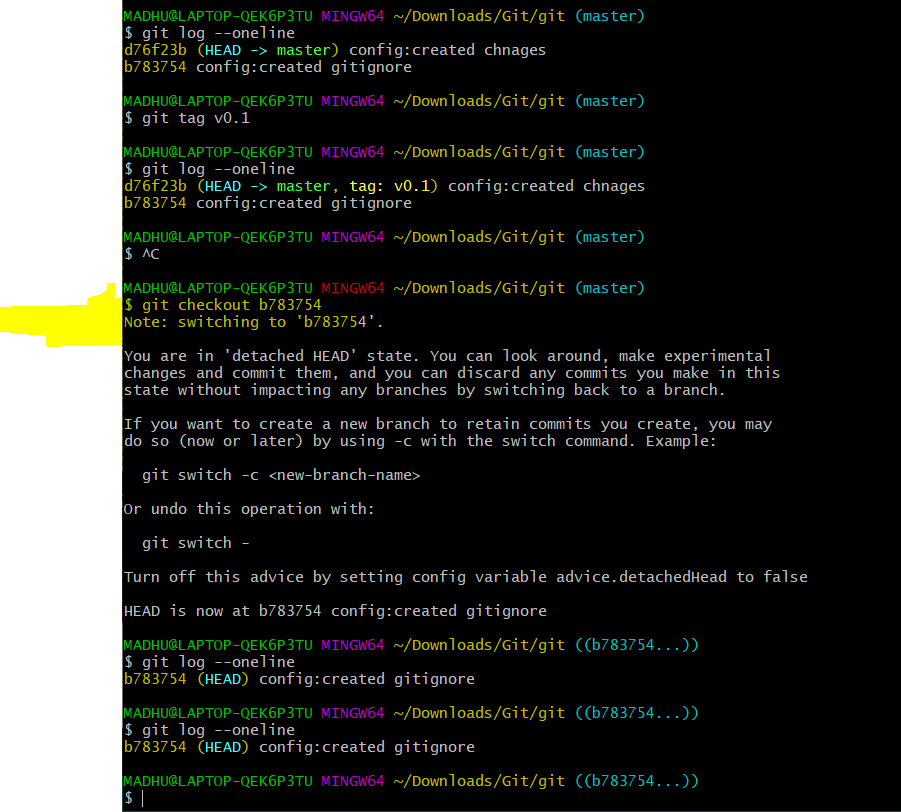 MADHU@LAPTOP-QEK6P3TU MINGW64 ~/Downloads/Git/git (master)
$ git log --oneline
d76f23b (HEAD -> master) config:created chnages
b783754 config:created gitignore
MADHU@LAPTOP-QEK6P3TU MINGW64 ~/Downloads/Git/git (master)
$ git tag v0.1
MADHU@LAPTOP-QEK6P3TU MINGW64 ~/Downloads/Git/git (master)
$ git log --oneline
d76f23b (HEAD -> master, tag: v0.1) config:created chnages
b783754 config:created gitignore
MADHU@LAPTOP-QEK6P3TU MINGW64 ~/Downloads/Git/git (master)
$ ^C
MADHU@LAPTOP-QEK6P3TU MINGW64 ~/Downloads/Git/git (master)
$ git checkout b783754
Note: switching to 'b783754'.
You are in 'detached HEAD' state. You can look around, make experimental
changes and commit them, and you can discard any commits you make in this
state without impacting any branches by switching back to a branch.
If you want to create a new branch to retain commits you create, you may
do so (now or later) by using -c with the switch command. Example:
git switch -c <new-branch-name>
Or undo this operation with:
git switch -
Turn off this advice by setting config variable advice.detachedHead to false
HEAD is now at b783754 config:created gitignore
MADHU@LAPTOP-QEK6P3TU MINGW64 ~/Downloads/Git/git ((b783754...))
$ git log --oneline
b783754 (HEAD) config:created gitignore
MADHU@LAPTOP-QEK6P3TU MINGW64 ~/Downloads/Git/git ((b783754...))
$ git log --oneline
b783754 (HEAD) config:created gitignore
MADHU@LAPTOP-QEK6P3TU MINGW64 ~/Downloads/Git/git ((b783754...))
$